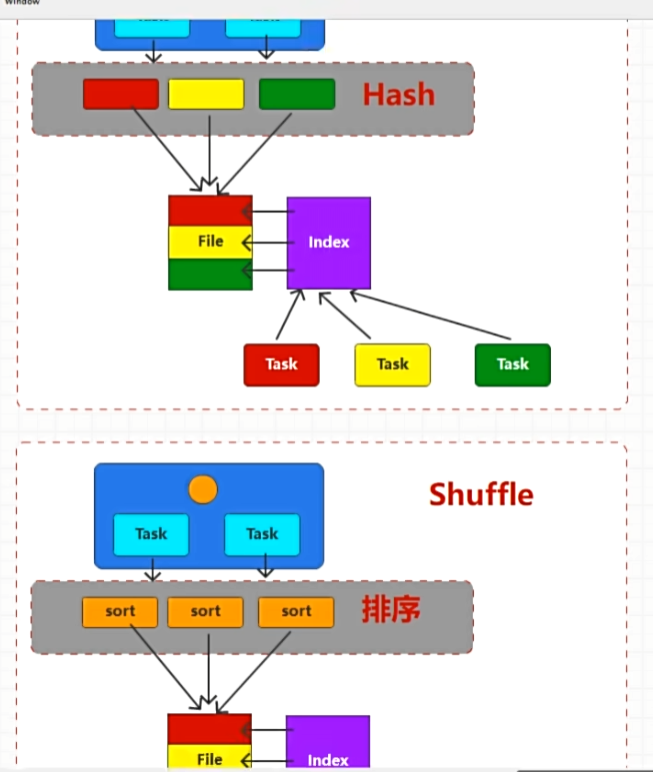 Window
Hash
File
Index
Task
Task
Task
Shuffle
Task
Task
sort
sort
sort
排序
File
Index